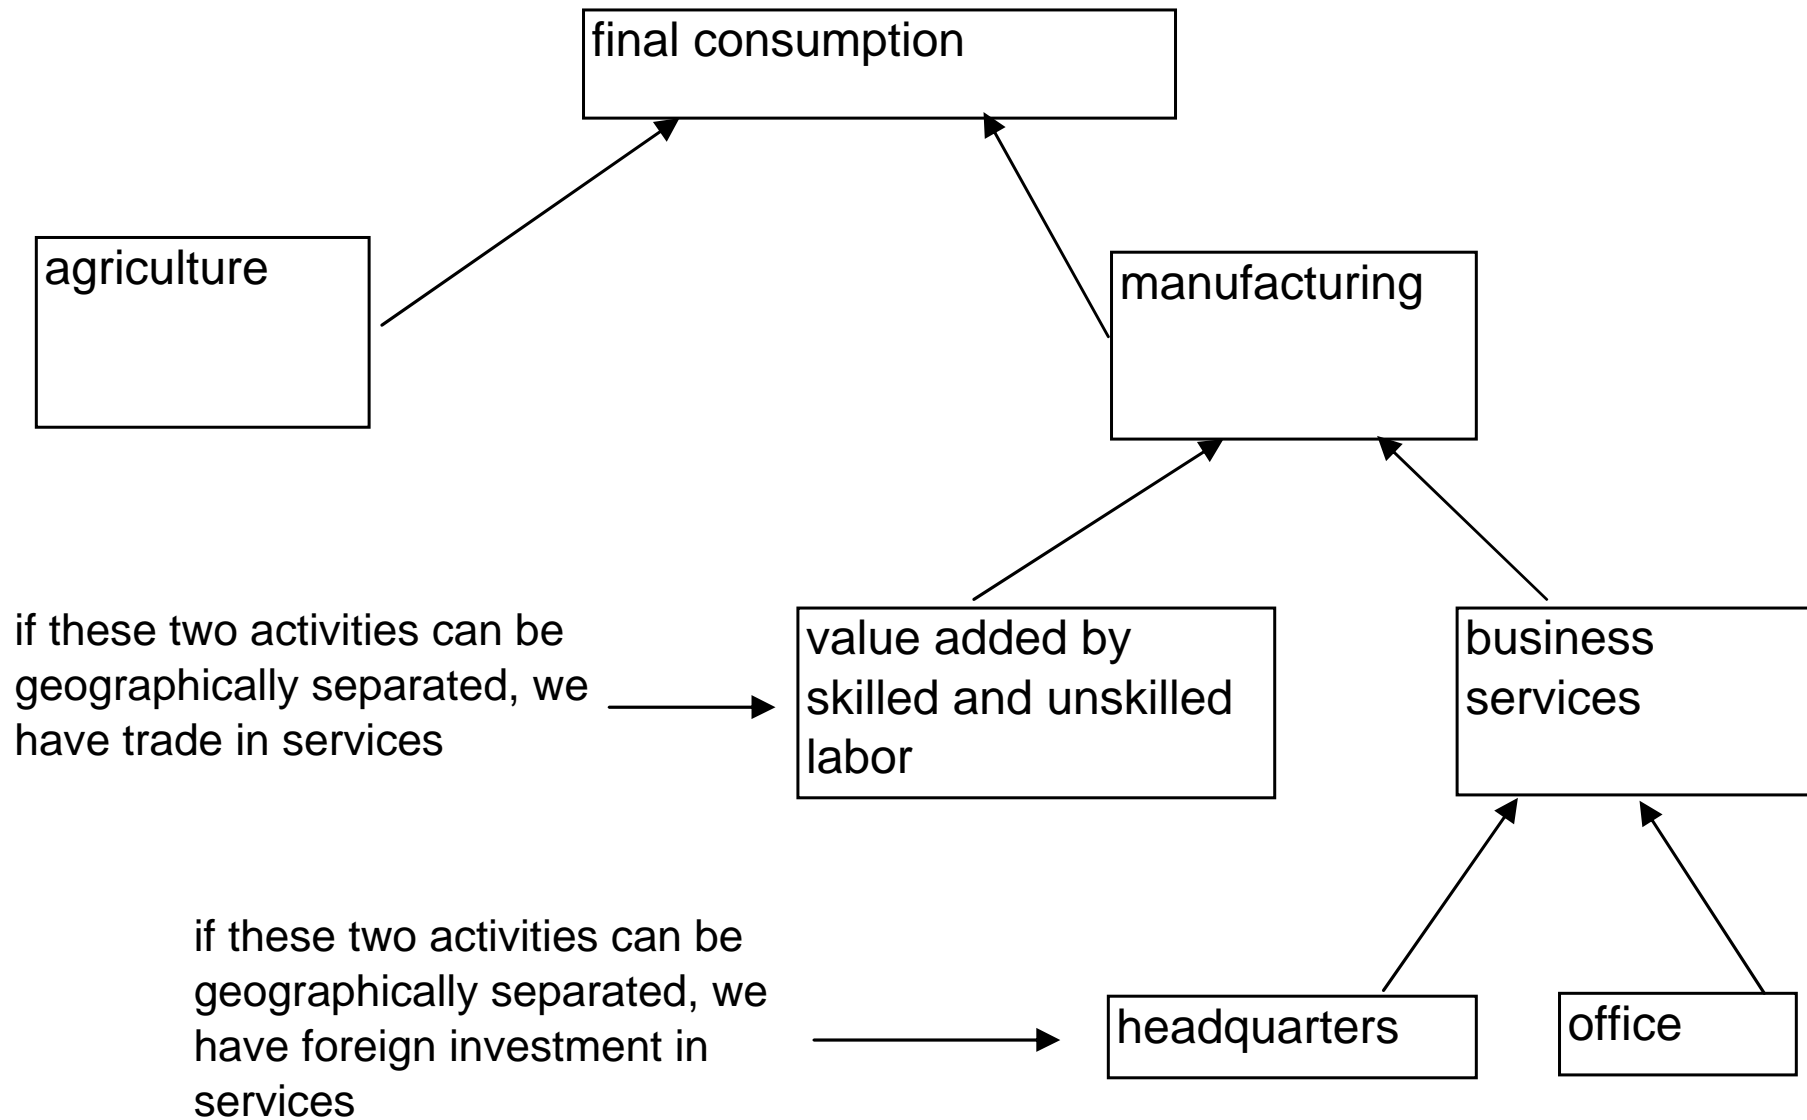 final consumption
agriculture
manufacturing
if these two activities can be
geographically separated, we
have trade in services
value added by
skilled and unskilled
labor
business
services
if these two activities can be
geographically separated, we
have foreign investment in
services
headquarters
office